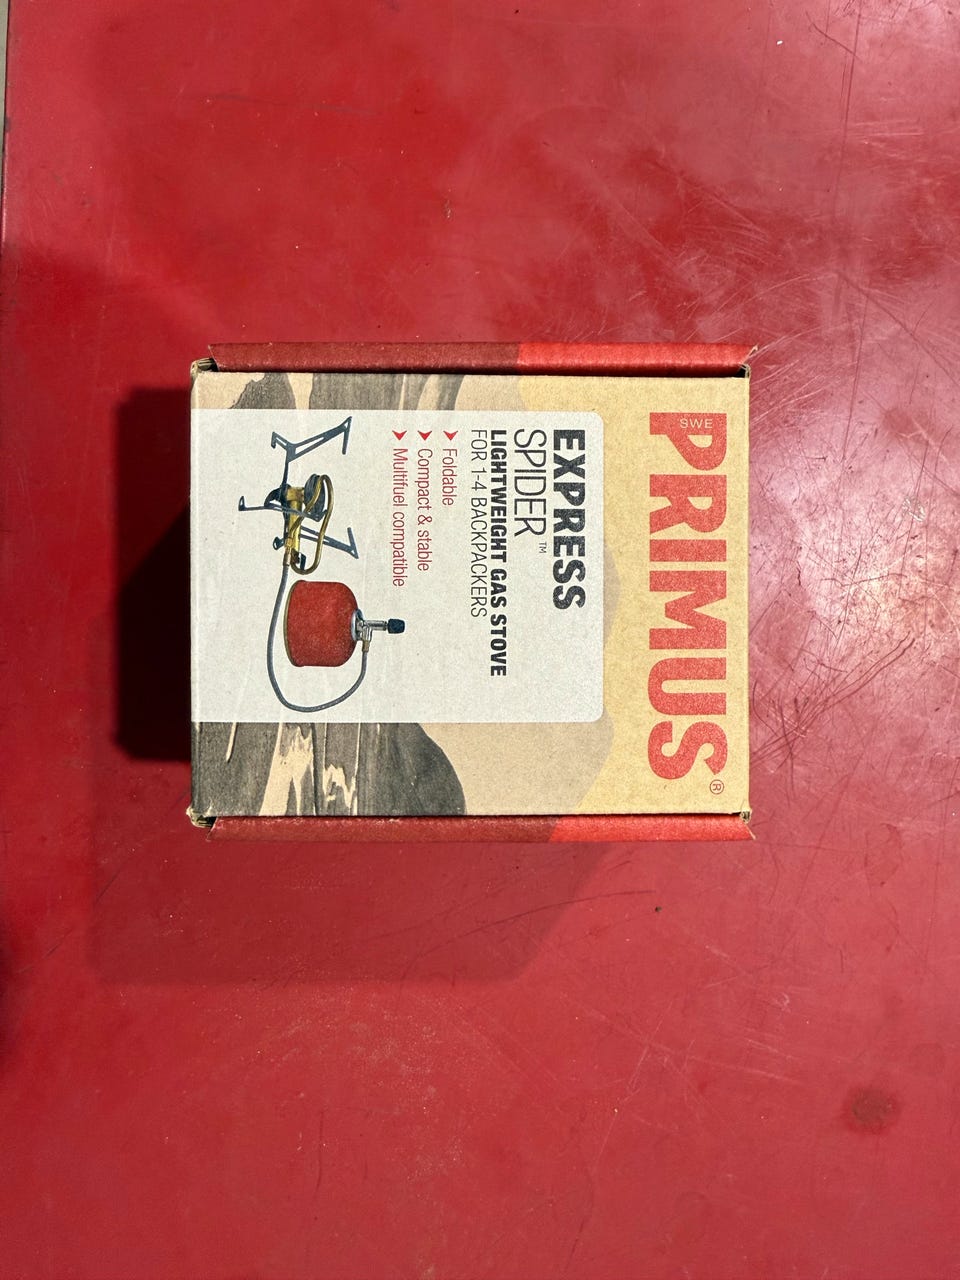 PRIMUS®
SWE
EXPRESS
SPIDER™
LIGHTWEIGHT GAS STOVE
FOR 1-4 BACKPACKERS
Foldable
Compact & stable
Multifuel compatible